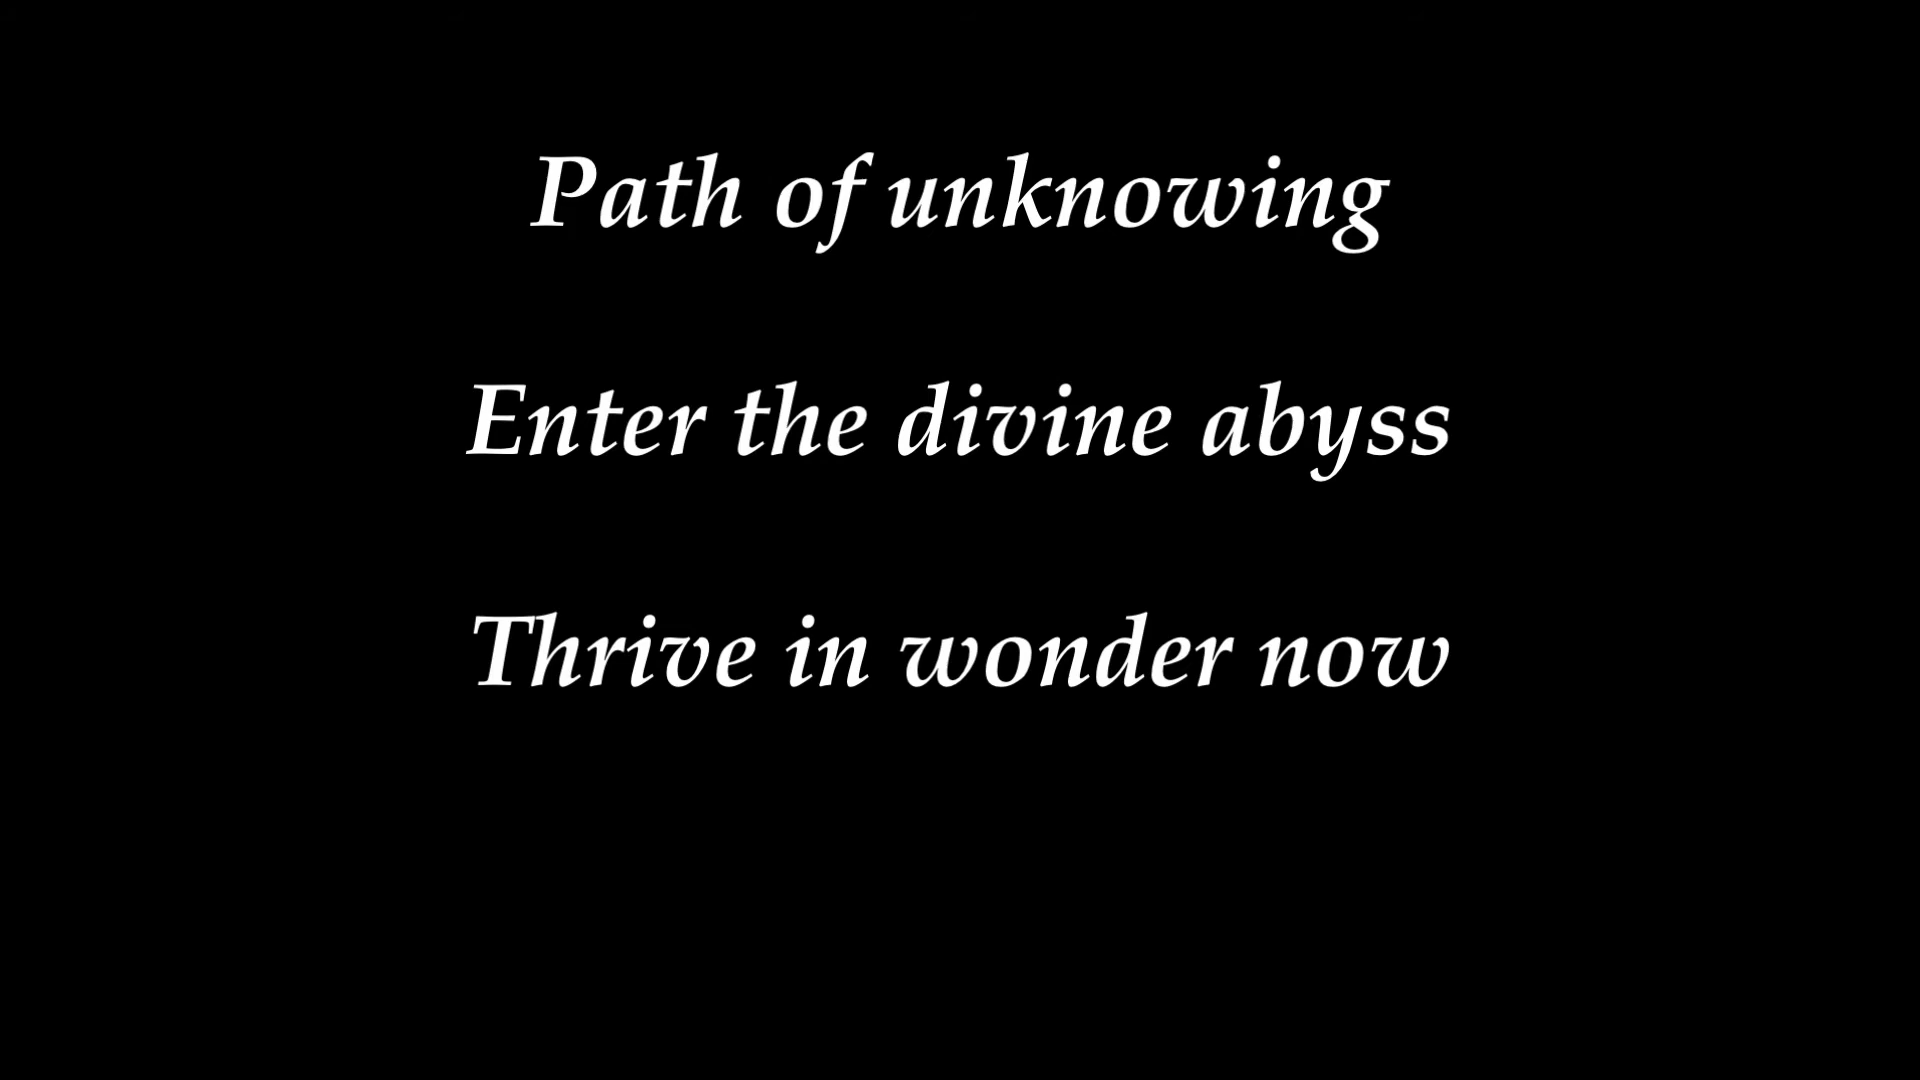 Path of unknowing
Enter the divine abyss
Thrive in wonder now